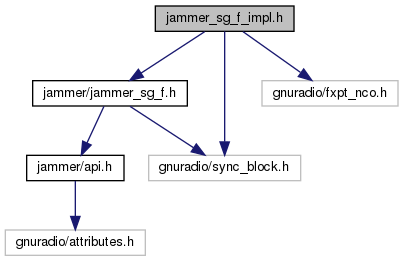 jammer_sg_f_impl.h
jammer/jammer_sg_f.h
gnuradio/fxpt_nco.h
jammer/api.h
gnuradio/sync_block.h
gnuradio/attributes.h